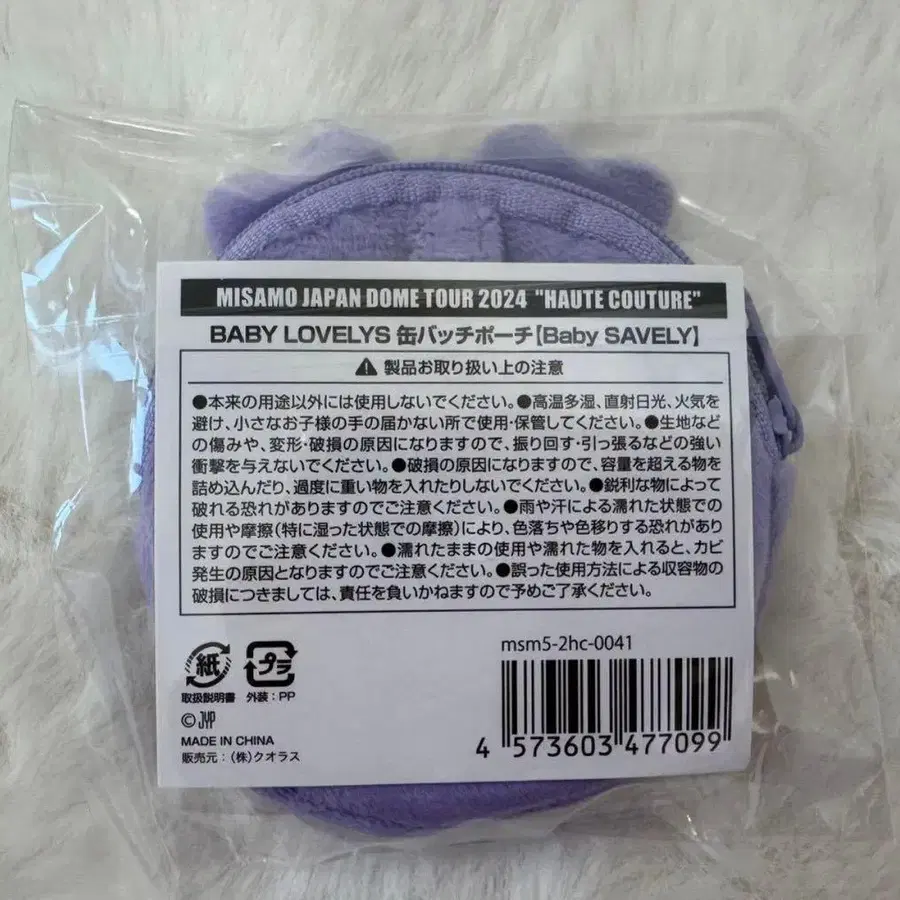 MISAMO JAPAN DOME TOUR 2024 "HAUTE COUTURE"
BABY LOVELYS 缶バッチポーチ【Baby SAVELY】
⚠ 製品お取り扱い上の注意
●本来の用途以外には使用しないでください。●高温多湿、直射日光、火気を
避け、小さなお子様の手の届かない所で使用・保管してください。●生地など
の傷みや、変形・破損の原因になりますので、振り回す・引っ張るなどの強い
衝撃を与えないでください。●破損の原因になりますので、容量を超える物を
詰め込んだり、過度に重い物を入れたりしないでください。●鋭利な物によって
破れる恐れがありますのでご注意ください。●雨や汗による濡れた状態での
使用や摩擦(特に湿った状態での摩擦)により、色落ちや色移りする恐れがあり
ますのでご注意ください。●濡れたままの使用や濡れた物を入れると、カビ
発生の原因となりますのでご注意ください。●誤った使用方法による収容物の
破損につきましては、責任を負いかねますので予めご了承ください。
紙 プラ
取扱説明書 外装:PP
© JYP
MADE IN CHINA
販売元:(株)クオラス
msm5-2hc-0041
4 573603 477099